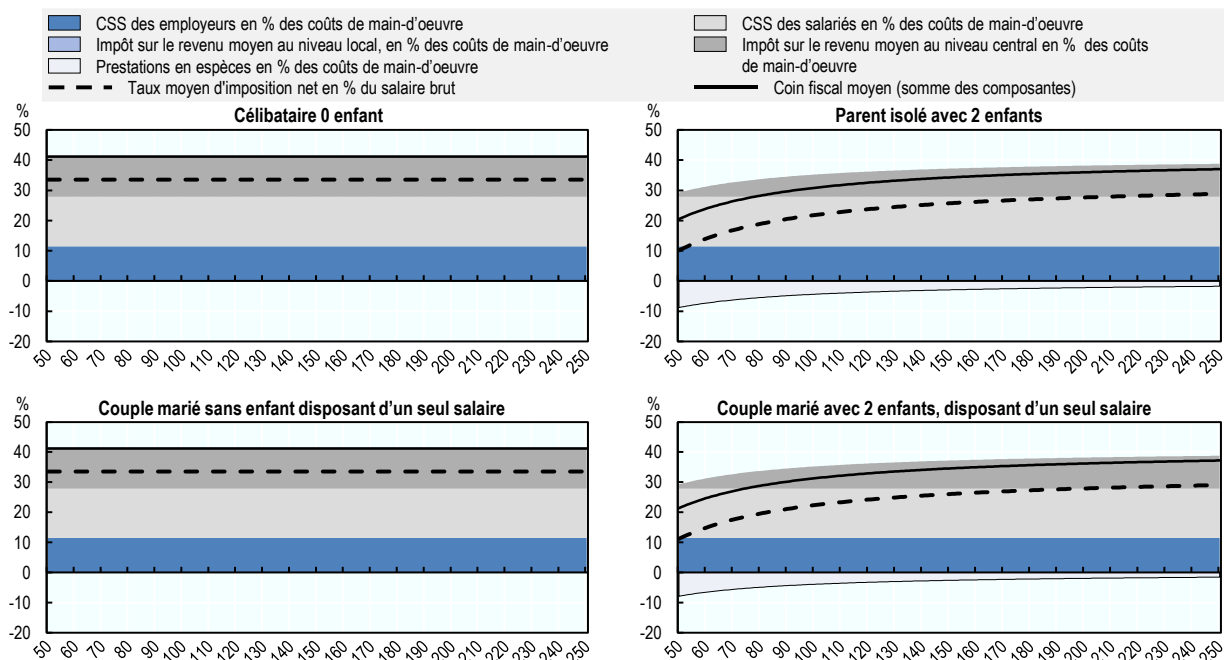 CSS des employeurs en % des coûts de main-d'oeuvre
CSS des salariés en % des coûts de main-d'oeuvre
Impôt sur le revenu moyen au niveau local, en % des coûts de main-d'oeuvre
Impôt sur le revenu moyen au niveau central en % des coûts
de main-d'oeuvre
Prestations en espèces en % des coûts de main-d'oeuvre
Taux moyen d'imposition net en % du salaire brut
Coin fiscal moyen (somme des composantes)
%
Célibataire 0 enfant
50
40
30
20
10
0
-10
-20
50 60 70 80 90 100 110 120 130 140 150 160 170 180 190 200 210 220 230 240 250
%
Parent isolé avec 2 enfants
50
40
30
20
10
0
-10
-20
50 60 70 80 90 100 110 120 130 140 150 160 170 180 190 200 210 220 230 240 250
%
Couple marié sans enfant disposant d'un seul salaire
50
40
30
20
10
0
-10
-20
50 60 70 80 90 100 110 120 130 140 150 160 170 180 190 200 210 220 230 240 250
%
Couple marié avec 2 enfants, disposant d'un seul salaire
50
40
30
20
10
0
-10
-20
50 60 70 80 90 100 110 120 130 140 150 160 170 180 190 200 210 220 230 240 250